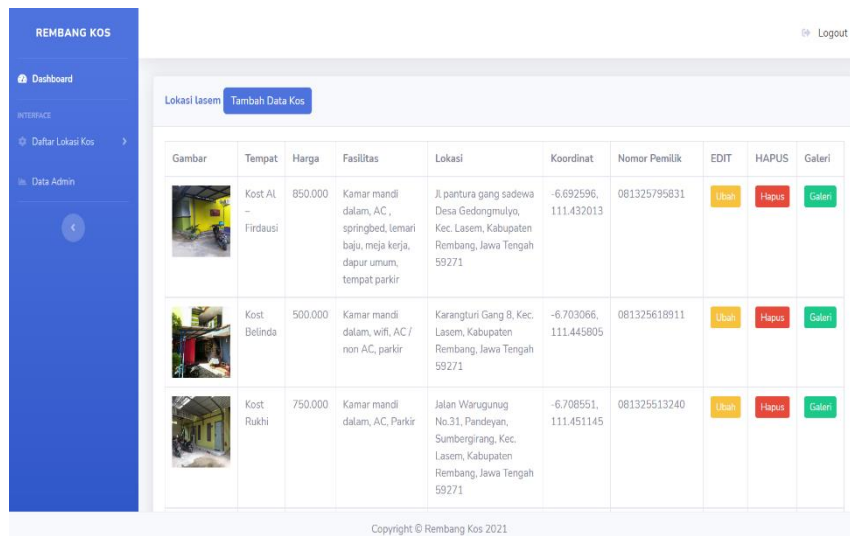 REMBANG KOS
Logout
Dashboard
INTERFACE
Daftar Lokasi Kos
Data Admin
Lokasi lasem Tambah Data Kos
Gambar Tempat Harga Fasilitas Lokasi Koordinat Nomor Pemilik EDIT HAPUS Galeri
Kost AL
–
Firdausi
850.000
Kamar mandi
dalam, AC ,
springbed, lemari
baju, meja kerja,
dapur umum,
tempat parkir
Jl pantura gang sadewa
Desa Gedongmulyo,
Kec. Lasem, Kabupaten
Rembang, Jawa Tengah
59271
-6.692596,
111.432013
081325795831
Ubah
Hapus
Galeri
Kost
Belinda
500.000
Kamar mandi
dalam, wifi, AC /
non AC, parkir
Karangturi Gang 8, Kec.
Lasem, Kabupaten
Rembang, Jawa Tengah
59271
-6.703066,
111.445805
081325618911
Ubah
Hapus
Galeri
Kost
Rukhi
750.000
Kamar mandi
dalam, AC, Parkir
Jalan Warugunug
No.31, Pandeyan,
Sumbergirang, Kec.
Lasem, Kabupaten
Rembang, Jawa Tengah
59271
-6.708551,
111.451145
081325513240
Ubah
Hapus
Galeri
Copyright © Rembang Kos 2021